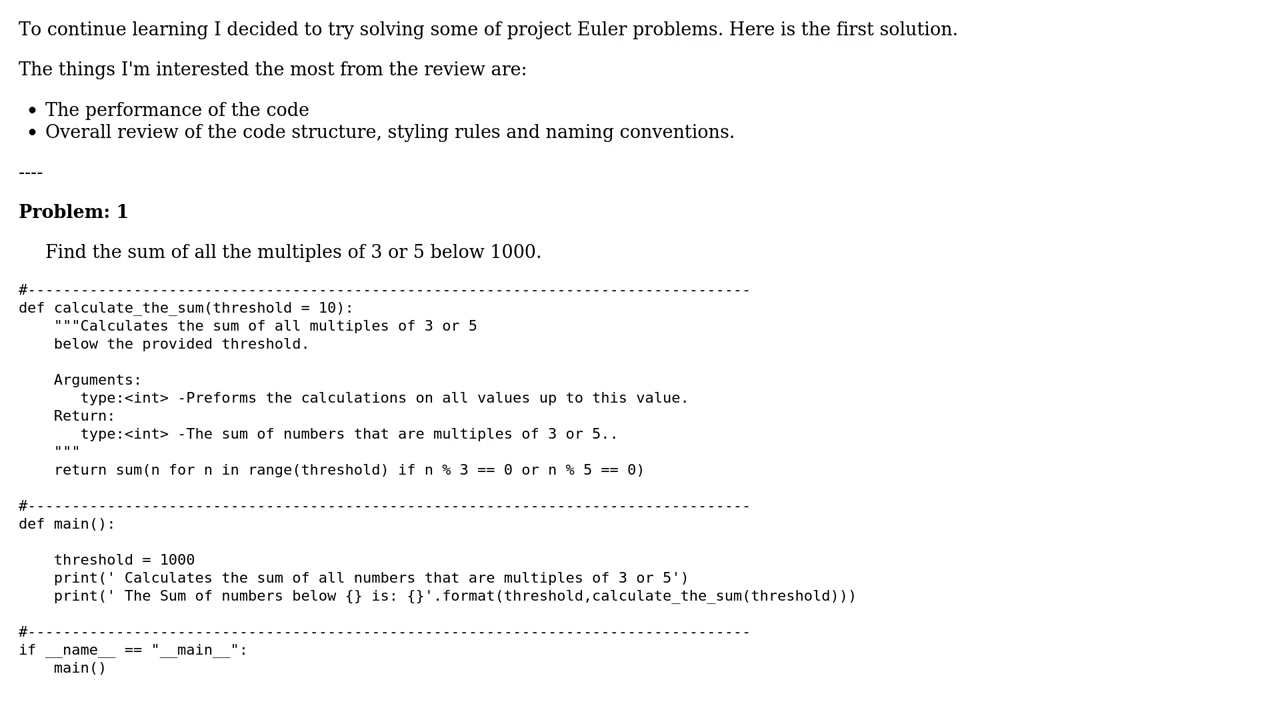 To continue learning I decided to try solving some of project Euler problems. Here is the first solution.
The things I'm interested the most from the review are:
• The performance of the code
• Overall review of the code structure, styling rules and naming conventions.
----
Problem: 1
Find the sum of all the multiples of 3 or 5 below 1000.
#----------------------------------------------------------------------------------
def calculate_the_sum(threshold = 10):
    """Calculates the sum of all multiples of 3 or 5
    below the provided threshold.
    Arguments:
       type:<int> -Preforms the calculations on all values up to this value.
    Return:
       type:<int> -The sum of numbers that are multiples of 3 or 5..
    """
    return sum(n for n in range(threshold) if n % 3 == 0 or n % 5 == 0)
#----------------------------------------------------------------------------------
def main():
    threshold = 1000
    print(' Calculates the sum of all numbers that are multiples of 3 or 5')
    print(' The Sum of numbers below {} is: {}'.format(threshold,calculate_the_sum(threshold)))
#----------------------------------------------------------------------------------
if __name__ == "__main__":
    main()